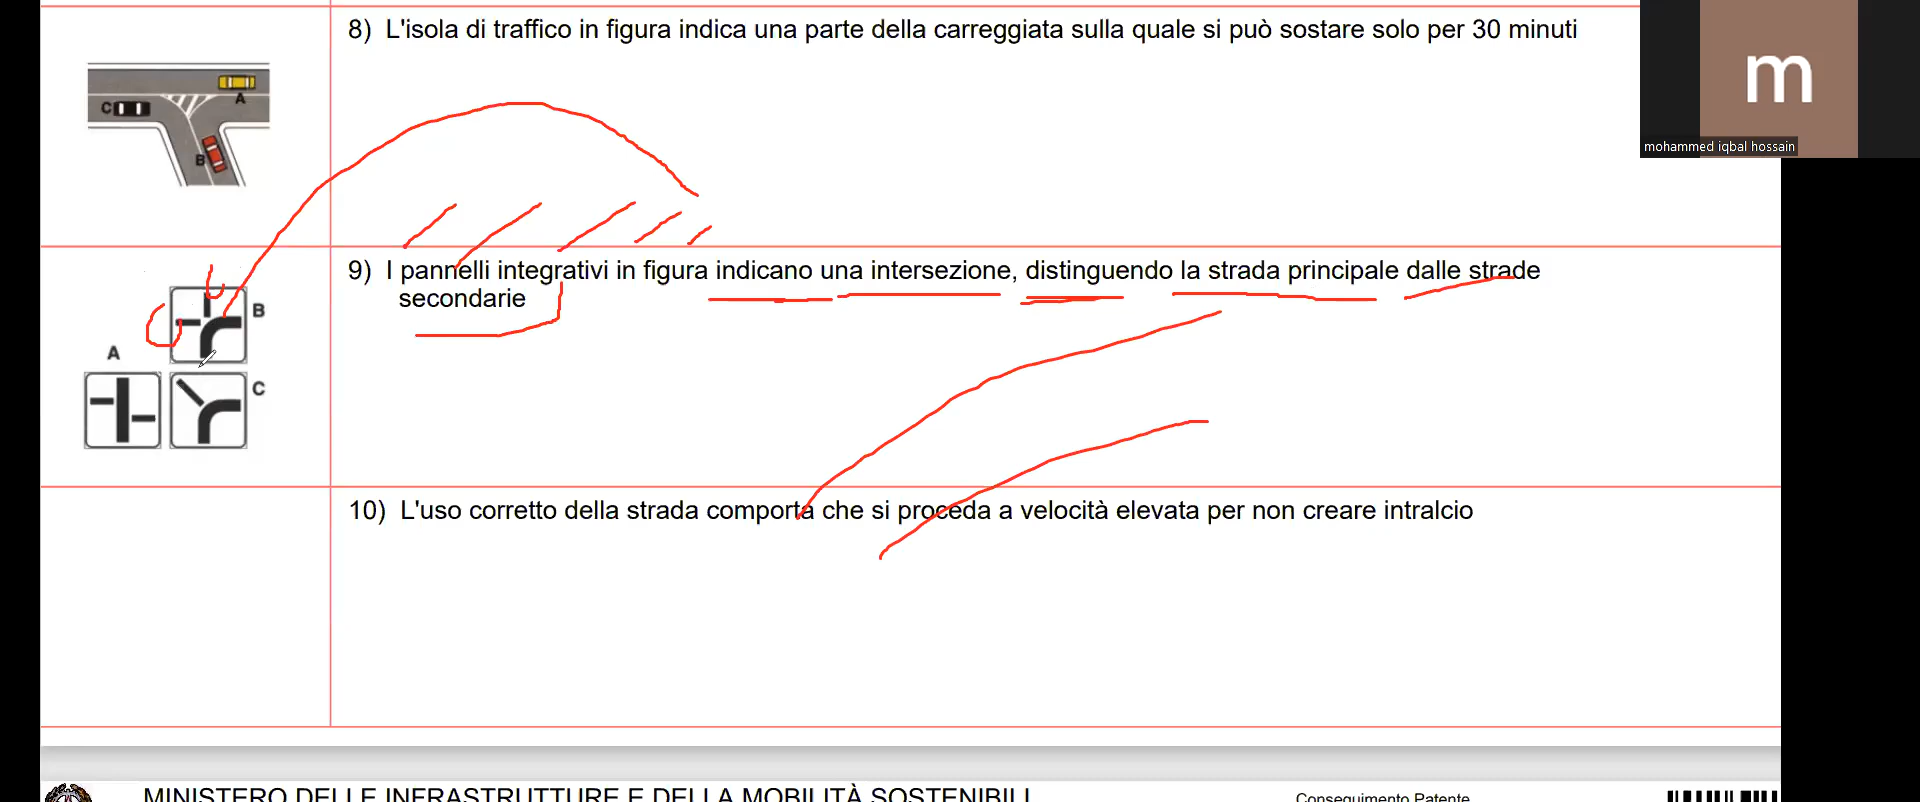 8) L'isola di traffico in figura indica una parte della carreggiata sulla quale si può sostare solo per 30 minuti
A
C
B
m
mohammed iqbal hossain
9) I pannelli integrativi in figura indicano una intersezione, distinguendo la strada principale dalle strade
secondarie
B
A
C
10) L'uso corretto della strada comporta che si proceda a velocità elevata per non creare intralcio
MINISTERO DELLE INFRASTRUTTURE E DELLA MOBILITÀ SOSTENIBILI
Conseguimento Patente